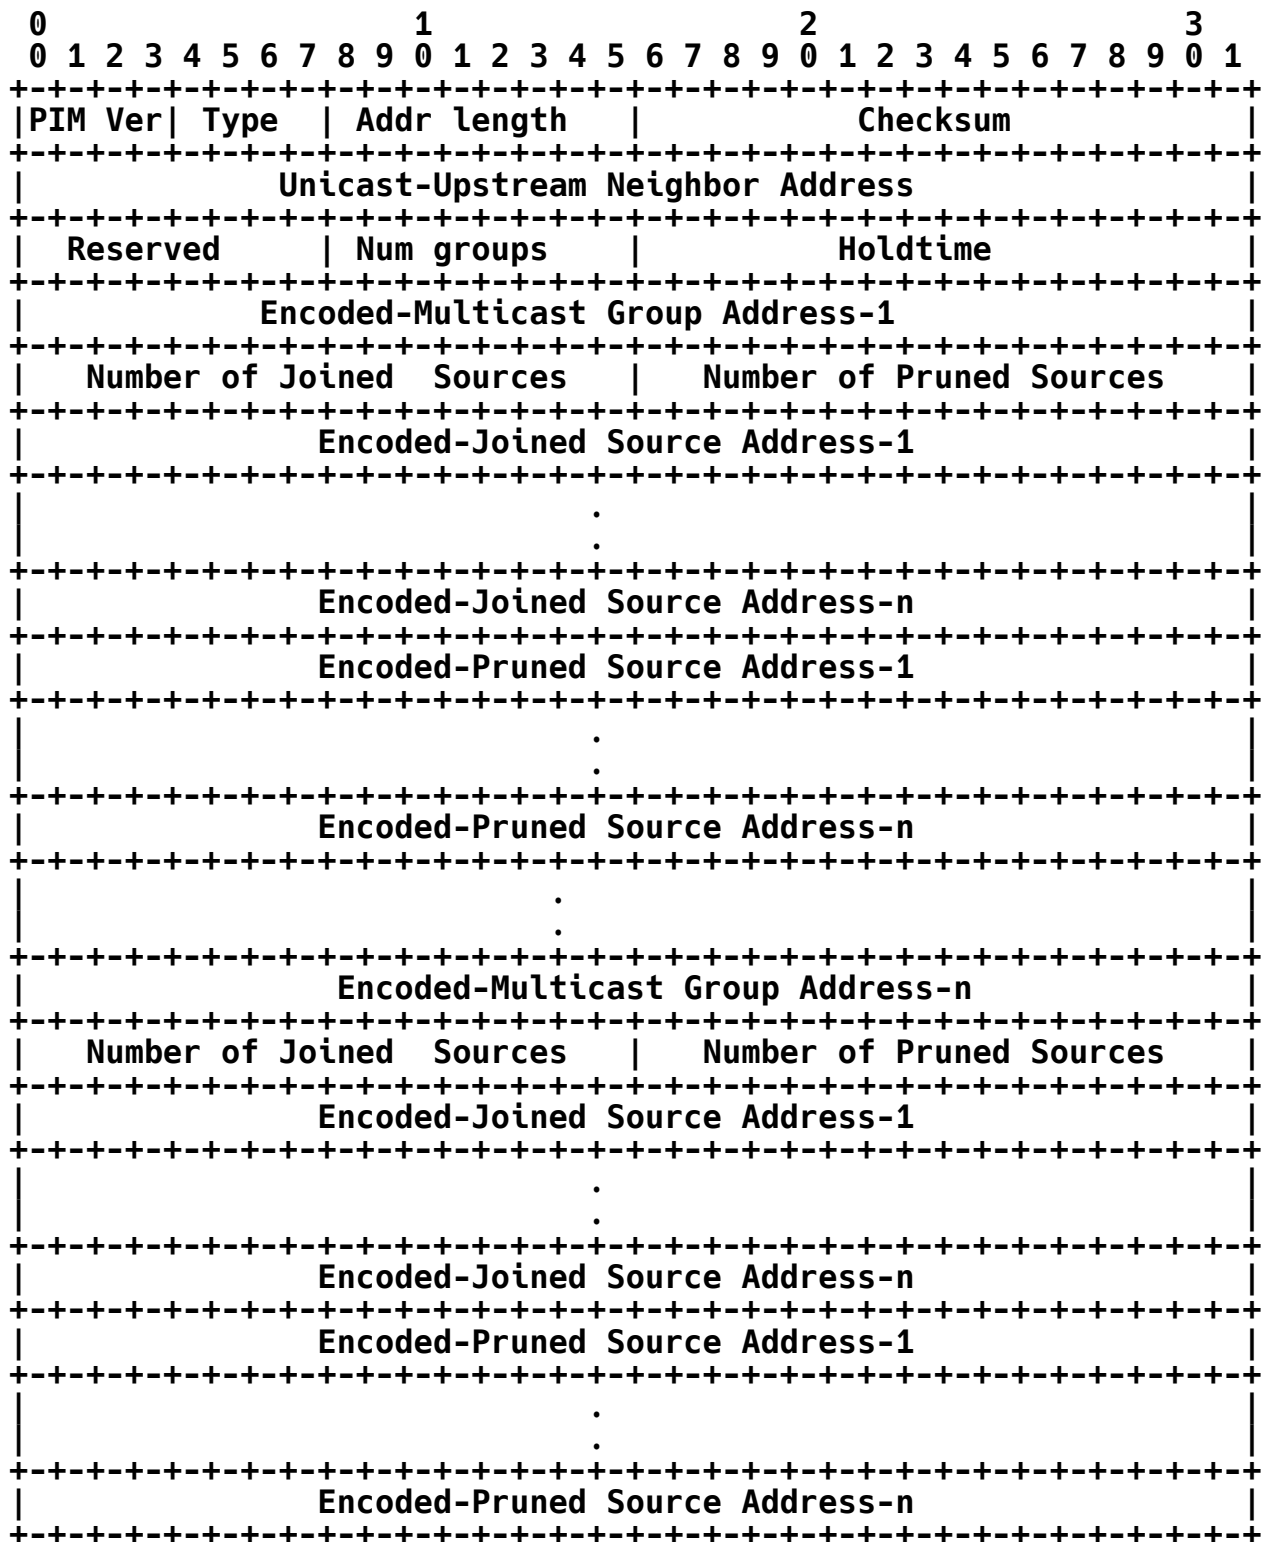 0                   1                   2                   3
 0 1 2 3 4 5 6 7 8 9 0 1 2 3 4 5 6 7 8 9 0 1 2 3 4 5 6 7 8 9 0 1
+-+-+-+-+-+-+-+-+-+-+-+-+-+-+-+-+-+-+-+-+-+-+-+-+-+-+-+-+-+-+-+-+
|PIM Ver| Type  | Addr length   |           Checksum            |
+-+-+-+-+-+-+-+-+-+-+-+-+-+-+-+-+-+-+-+-+-+-+-+-+-+-+-+-+-+-+-+-+
|             Unicast-Upstream Neighbor Address                 |
+-+-+-+-+-+-+-+-+-+-+-+-+-+-+-+-+-+-+-+-+-+-+-+-+-+-+-+-+-+-+-+-+
|  Reserved     | Num groups    |          Holdtime             |
+-+-+-+-+-+-+-+-+-+-+-+-+-+-+-+-+-+-+-+-+-+-+-+-+-+-+-+-+-+-+-+-+
|            Encoded-Multicast Group Address-1                  |
+-+-+-+-+-+-+-+-+-+-+-+-+-+-+-+-+-+-+-+-+-+-+-+-+-+-+-+-+-+-+-+-+
|   Number of Joined  Sources   |   Number of Pruned Sources    |
+-+-+-+-+-+-+-+-+-+-+-+-+-+-+-+-+-+-+-+-+-+-+-+-+-+-+-+-+-+-+-+-+
|               Encoded-Joined Source Address-1                 |
+-+-+-+-+-+-+-+-+-+-+-+-+-+-+-+-+-+-+-+-+-+-+-+-+-+-+-+-+-+-+-+-+
|                             .                                 |
|                             .                                 |
+-+-+-+-+-+-+-+-+-+-+-+-+-+-+-+-+-+-+-+-+-+-+-+-+-+-+-+-+-+-+-+-+
|               Encoded-Joined Source Address-n                 |
+-+-+-+-+-+-+-+-+-+-+-+-+-+-+-+-+-+-+-+-+-+-+-+-+-+-+-+-+-+-+-+-+
|               Encoded-Pruned Source Address-1                 |
+-+-+-+-+-+-+-+-+-+-+-+-+-+-+-+-+-+-+-+-+-+-+-+-+-+-+-+-+-+-+-+-+
|                             .                                 |
|                             .                                 |
+-+-+-+-+-+-+-+-+-+-+-+-+-+-+-+-+-+-+-+-+-+-+-+-+-+-+-+-+-+-+-+-+
|               Encoded-Pruned Source Address-n                 |
+-+-+-+-+-+-+-+-+-+-+-+-+-+-+-+-+-+-+-+-+-+-+-+-+-+-+-+-+-+-+-+-+
|                           .                                   |
|                           .                                   |
+-+-+-+-+-+-+-+-+-+-+-+-+-+-+-+-+-+-+-+-+-+-+-+-+-+-+-+-+-+-+-+-+
|                Encoded-Multicast Group Address-n              |
+-+-+-+-+-+-+-+-+-+-+-+-+-+-+-+-+-+-+-+-+-+-+-+-+-+-+-+-+-+-+-+-+
|   Number of Joined  Sources   |   Number of Pruned Sources    |
+-+-+-+-+-+-+-+-+-+-+-+-+-+-+-+-+-+-+-+-+-+-+-+-+-+-+-+-+-+-+-+-+
|               Encoded-Joined Source Address-1                 |
+-+-+-+-+-+-+-+-+-+-+-+-+-+-+-+-+-+-+-+-+-+-+-+-+-+-+-+-+-+-+-+-+
|                             .                                 |
|                             .                                 |
+-+-+-+-+-+-+-+-+-+-+-+-+-+-+-+-+-+-+-+-+-+-+-+-+-+-+-+-+-+-+-+-+
|               Encoded-Joined Source Address-n                 |
+-+-+-+-+-+-+-+-+-+-+-+-+-+-+-+-+-+-+-+-+-+-+-+-+-+-+-+-+-+-+-+-+
|               Encoded-Pruned Source Address-1                 |
+-+-+-+-+-+-+-+-+-+-+-+-+-+-+-+-+-+-+-+-+-+-+-+-+-+-+-+-+-+-+-+-+
|                             .                                 |
|                             .                                 |
+-+-+-+-+-+-+-+-+-+-+-+-+-+-+-+-+-+-+-+-+-+-+-+-+-+-+-+-+-+-+-+-+
|               Encoded-Pruned Source Address-n                 |
+-+-+-+-+-+-+-+-+-+-+-+-+-+-+-+-+-+-+-+-+-+-+-+-+-+-+-+-+-+-+-+-+